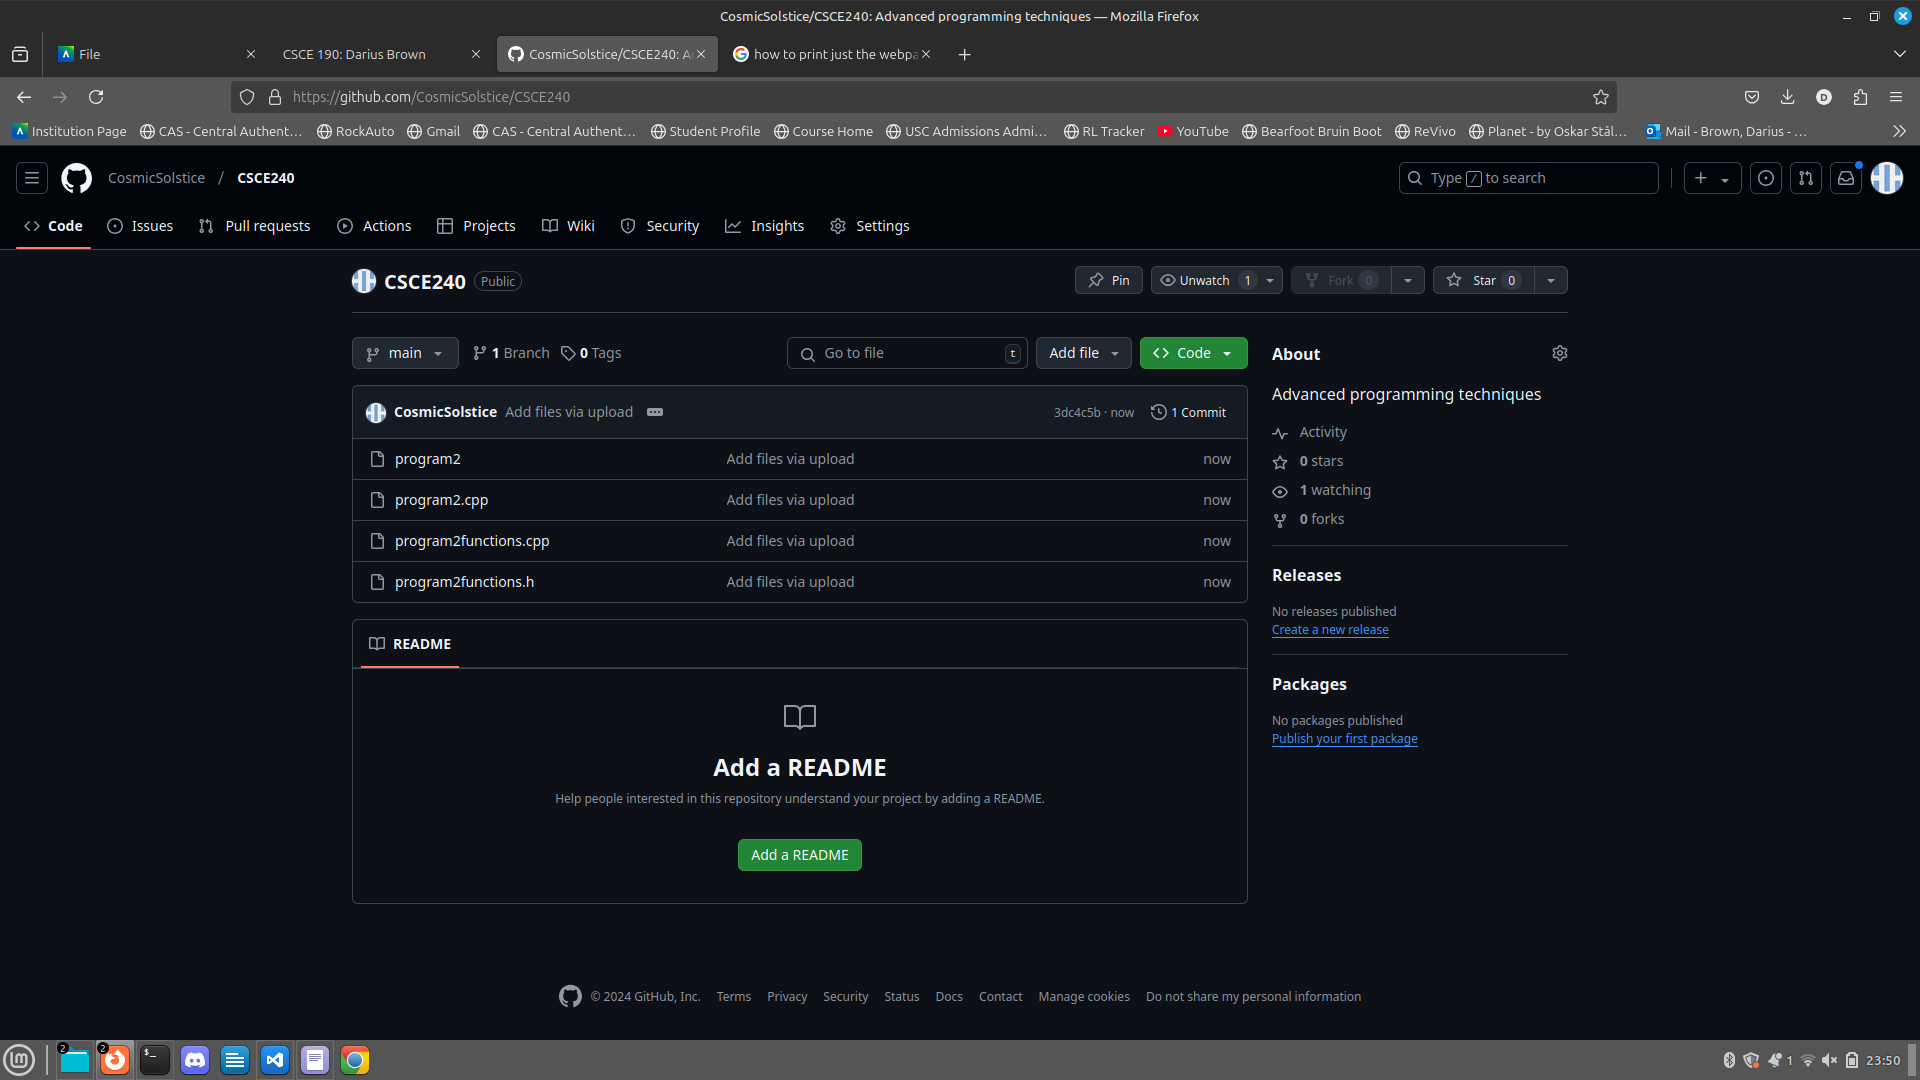 CosmicSolstice/CSCE240: Advanced programming techniques — Mozilla Firefox
File
CSCE 190: Darius Brown
CosmicSolstice/CSCE240: A
how to print just the webpa
https://github.com/CosmicSolstice/CSCE240
D
Institution Page
CAS - Central Authent...
RockAuto
Gmail
CAS - Central Authent...
Student Profile
Course Home
USC Admissions Admi...
RL Tracker
YouTube
Bearfoot Bruin Boot
ReVivo
Planet - by Oskar Stål...
Mail - Brown, Darius - ...
CosmicSolstice / CSCE240
Type / to search
Code
Issues
Pull requests
Actions
Projects
Wiki
Security
Insights
Settings
CSCE240 Public
Pin
Unwatch 1
Fork 0
Star 0
main
1 Branch
0 Tags
Go to file t
Add file
Code
CosmicSolstice Add files via upload
3dc4c5b · now
1 Commit
program2 Add files via upload now
program2.cpp Add files via upload now
program2functions.cpp Add files via upload now
program2functions.h Add files via upload now
README
Add a README
Help people interested in this repository understand your project by adding a README.
Add a README
About
Advanced programming techniques
Activity
0 stars
1 watching
0 forks
Releases
No releases published
Create a new release
Packages
No packages published
Publish your first package
© 2024 GitHub, Inc. Terms Privacy Security Status Docs Contact Manage cookies Do not share my personal information
2
2
$_
1
23:50